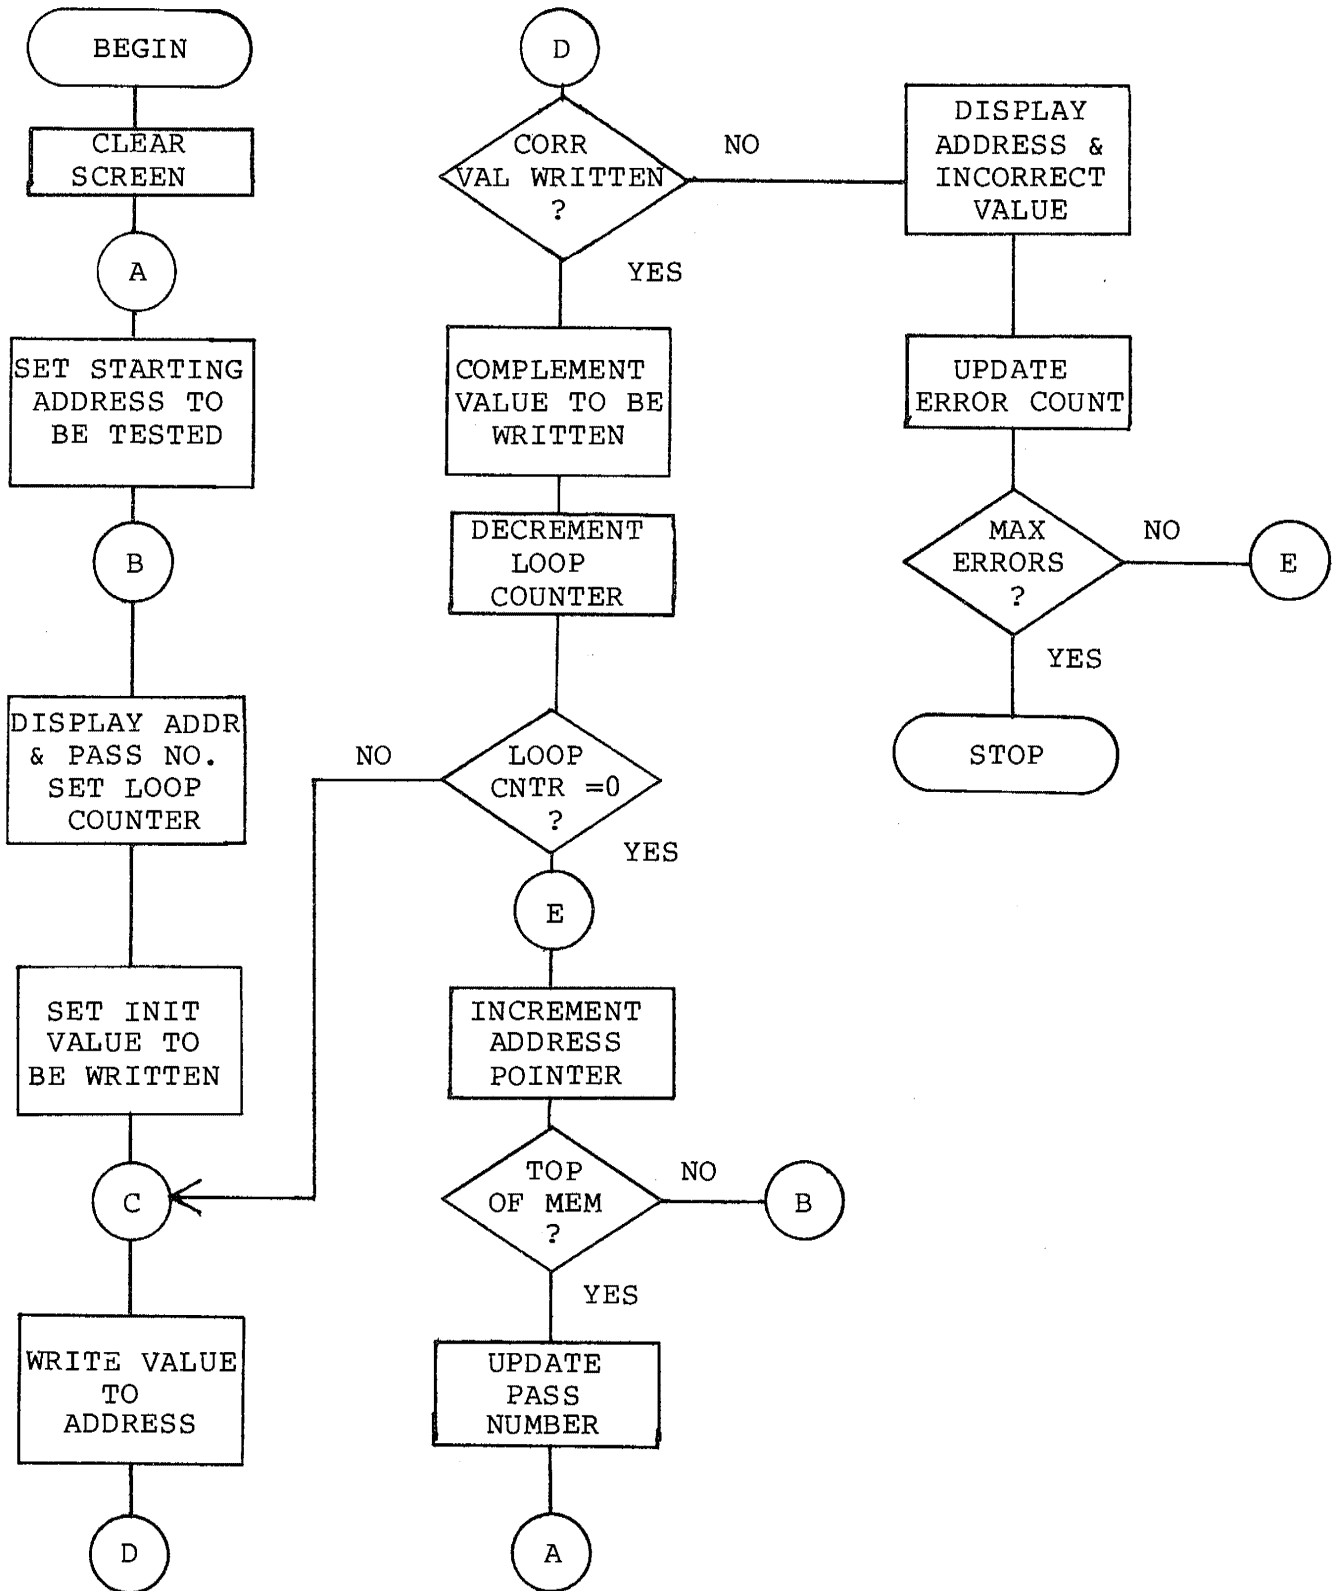 BEGIN
CLEAR
SCREEN
A
SET STARTING
ADDRESS TO
BE TESTED
B
DISPLAY ADDR
& PASS NO.
SET LOOP
COUNTER
SET INIT
VALUE TO
BE WRITTEN
C
WRITE VALUE
TO
ADDRESS
D
D
CORR
VAL WRITTEN
?
NO
YES
COMPLEMENT
VALUE TO BE
WRITTEN
DECREMENT
LOOP
COUNTER
LOOP
CNTR =0
?
NO
YES
E
INCREMENT
ADDRESS
POINTER
TOP
OF MEM
?
NO
B
YES
UPDATE
PASS
NUMBER
A
DISPLAY
ADDRESS &
INCORRECT
VALUE
UPDATE
ERROR COUNT
MAX
ERRORS
?
NO
E
YES
STOP